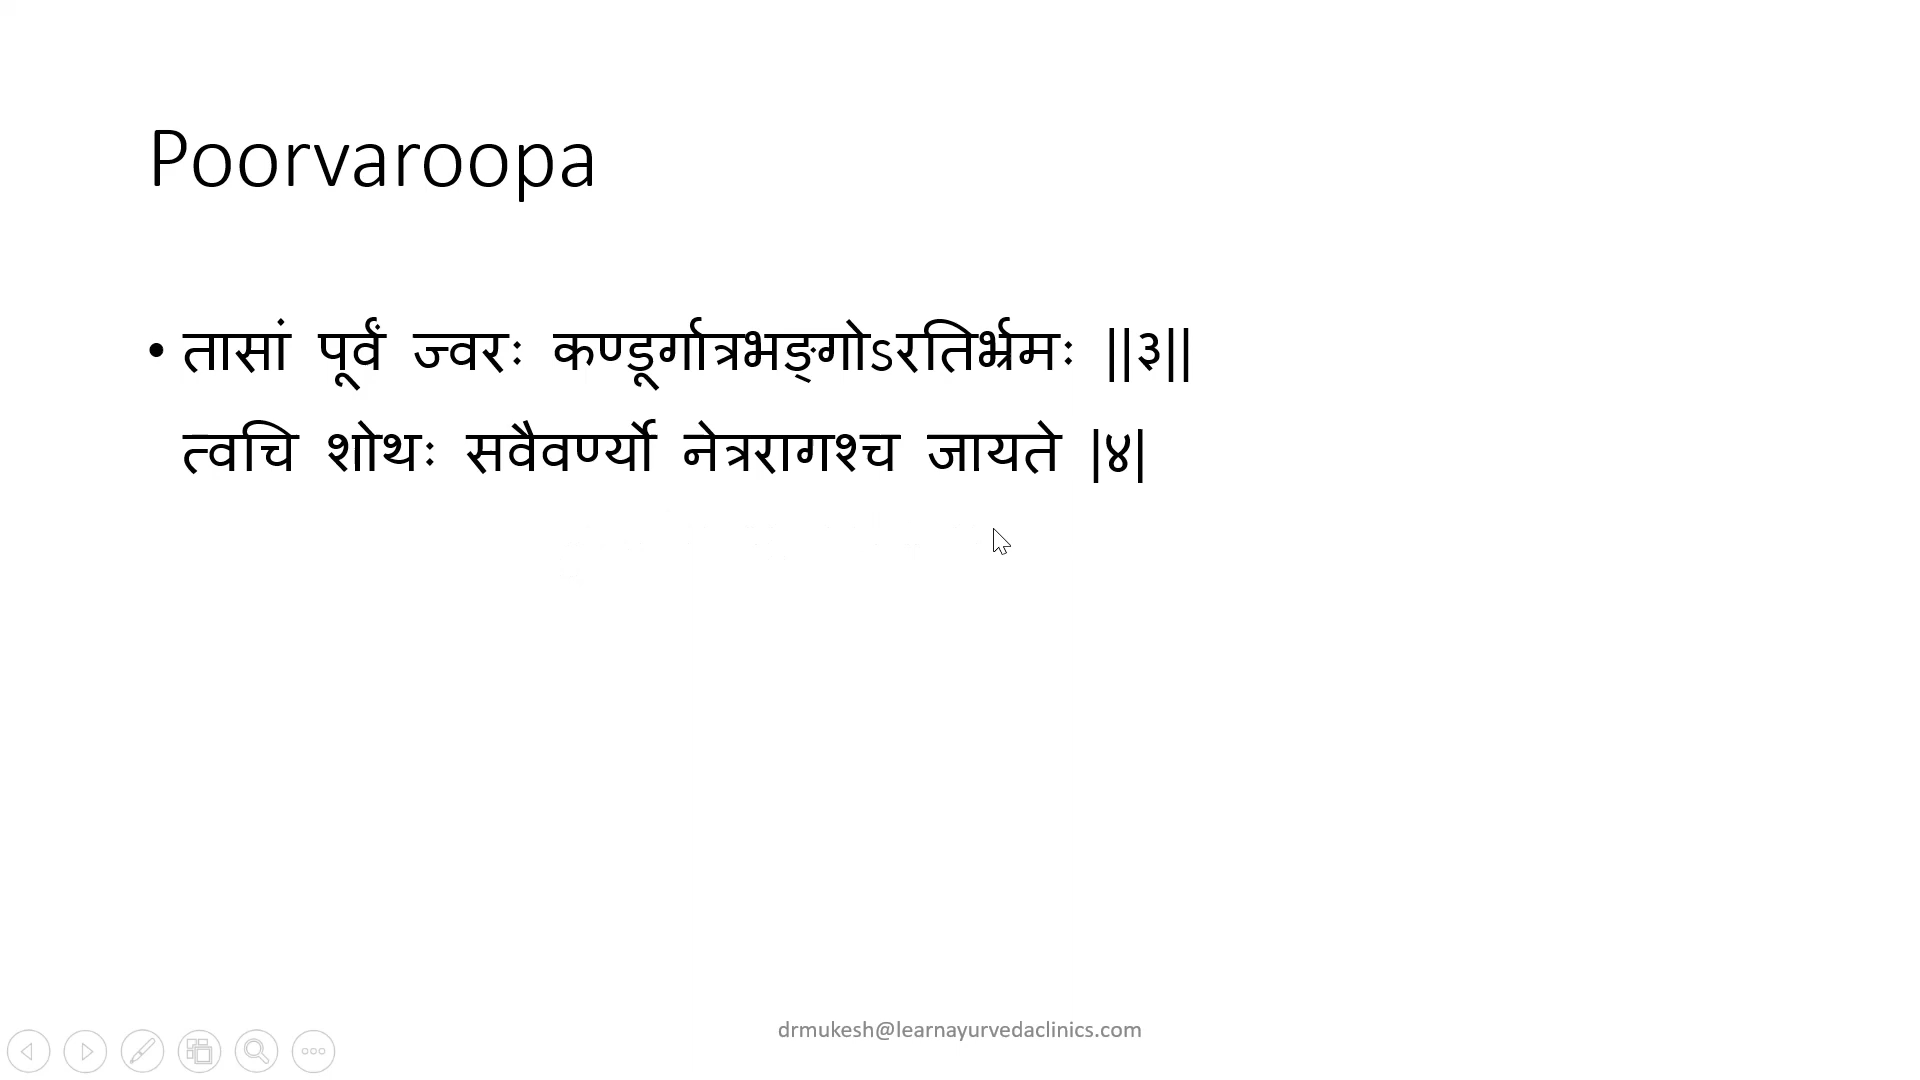 Poorvaroopa
• तासां पूर्वं ज्वरः कण्डूर्गात्रभङ्गोऽरतिर्भ्रमः ||३||
त्वचि शोथः सवैवर्ण्यो नेत्ररागश्च जायते |४|
drmukesh@learnayurvedaclinics.com